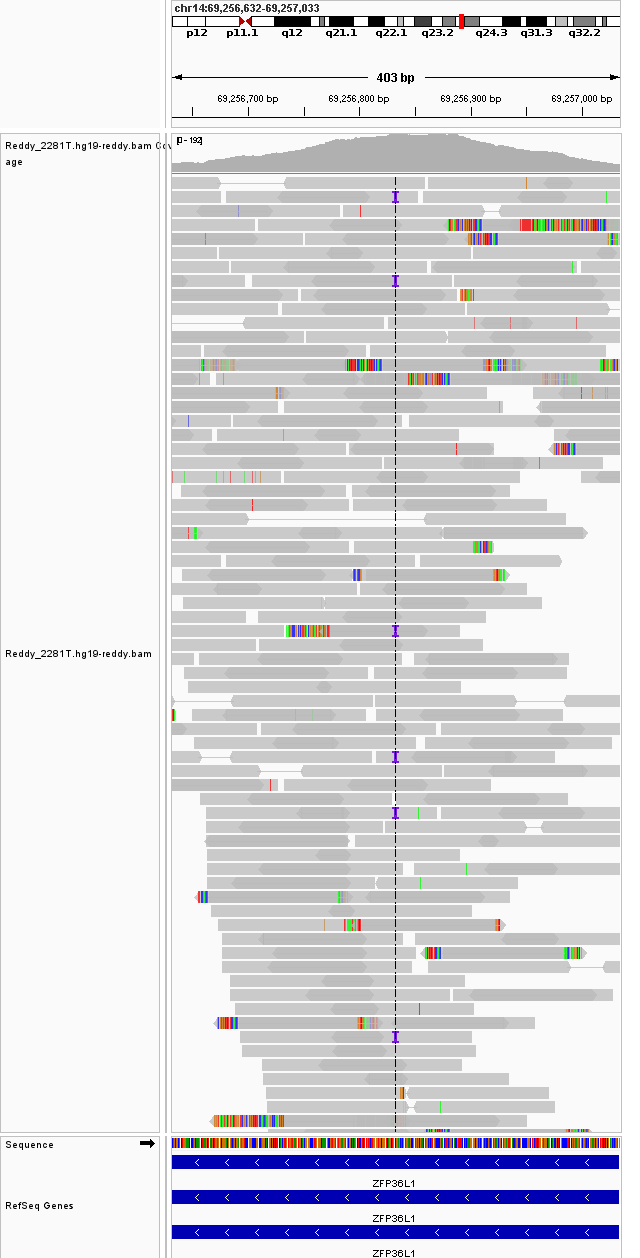 chr14:69,256,632-69,257,033
p12 p11.1 q12 q21.1 q22.1 q23.2 q24.3 q31.3 q32.2
403 bp
69,256,700 bp 69,256,800 bp 69,256,900 bp 69,257,000 bp
Reddy_2281T.hg19-reddy.bam Cov
age
[0 - 192]
Reddy_2281T.hg19-reddy.bam
Sequence
RefSeq Genes
ZFP36L1
ZFP36L1
ZFP36L1